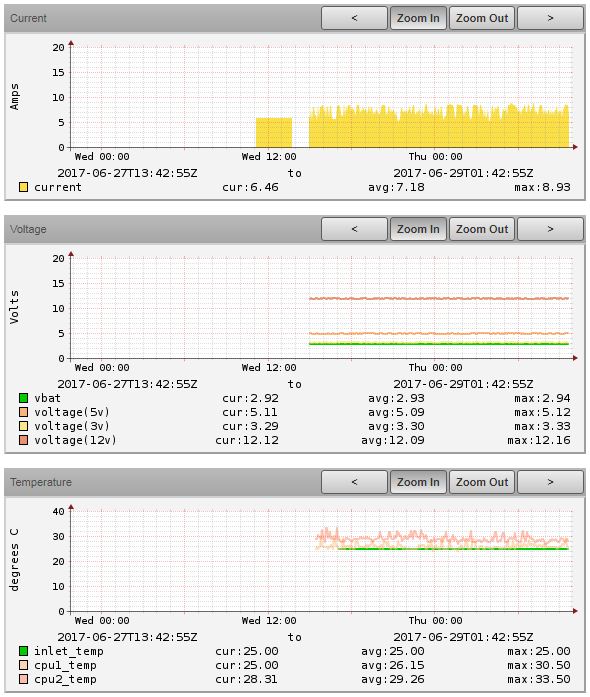 Current < Zoom In Zoom Out >
20
15
10
5
0
Amps
Wed 00:00 Wed 12:00 Thu 00:00
2017-06-27T13:42:55Z to 2017-06-29T01:42:55Z
current cur:6.46 avg:7.18 max:8.93
Voltage < Zoom In Zoom Out >
20
15
10
5
0
Volts
Wed 00:00 Wed 12:00 Thu 00:00
2017-06-27T13:42:55Z to 2017-06-29T01:42:55Z
vbat cur:2.92 avg:2.93 max:2.94
voltage(5v) cur:5.11 avg:5.09 max:5.12
voltage(3v) cur:3.29 avg:3.30 max:3.33
voltage(12v) cur:12.12 avg:12.09 max:12.16
Temperature < Zoom In Zoom Out >
40
30
20
10
0
degrees C
Wed 00:00 Wed 12:00 Thu 00:00
2017-06-27T13:42:55Z to 2017-06-29T01:42:55Z
inlet_temp cur:25.00 avg:25.00 max:25.00
cpu1_temp cur:25.00 avg:26.15 max:30.50
cpu2_temp cur:28.31 avg:29.26 max:33.50